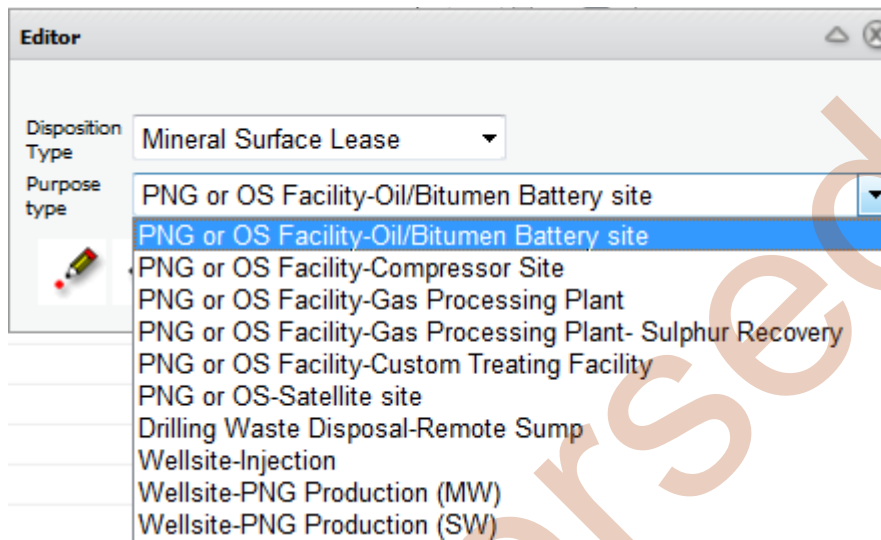 Editor
Disposition
Type
Mineral Surface Lease
Purpose
type
PNG or OS Facility-Oil/Bitumen Battery site
PNG or OS Facility-Oil/Bitumen Battery site
PNG or OS Facility-Compressor Site
PNG or OS Facility-Gas Processing Plant
PNG or OS Facility-Gas Processing Plant- Sulphur Recovery
PNG or OS Facility-Custom Treating Facility
PNG or OS-Satellite site
Drilling Waste Disposal-Remote Sump
Wellsite-Injection
Wellsite-PNG Production (MW)
Wellsite-PNG Production (SW)